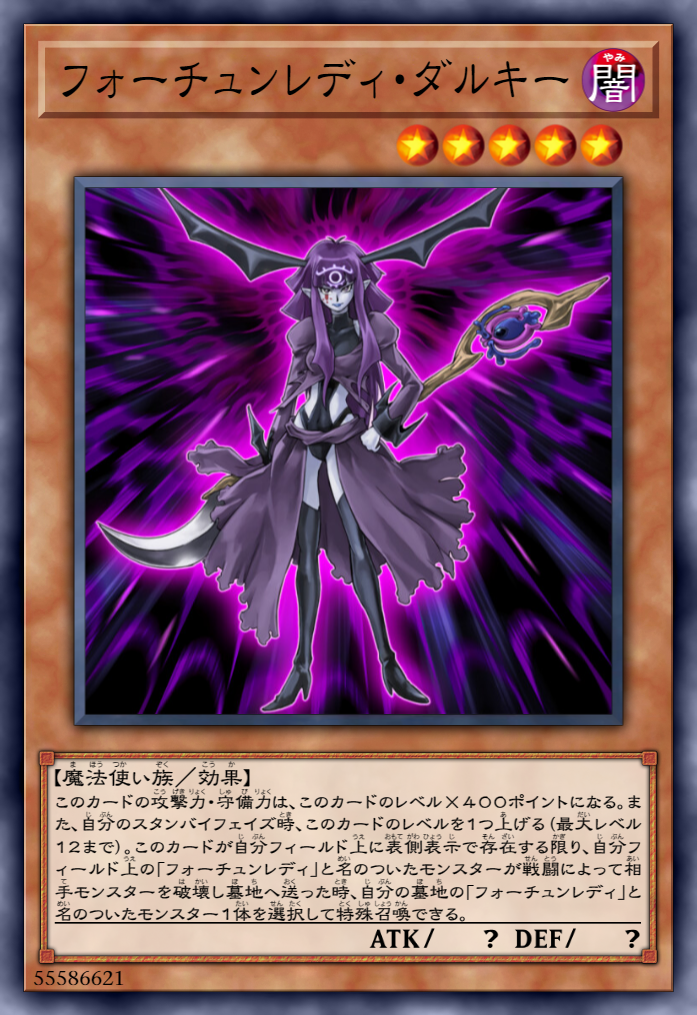 フォーチュンレディ・ダルキー
闇
【魔法使い族／効果】
このカードの攻撃力・守備力は、このカードのレベル×400ポイントになる。ま
た、自分のスタンバイフェイズ時、このカードのレベルを1つ上げる（最大レベル
12まで）。このカードが自分フィールド上に表側表示で存在する限り、自分フ
ィールド上の「フォーチュンレディ」と名のついたモンスターが戦闘によって相
手モンスターを破壊し墓地へ送った時、自分の墓地の「フォーチュンレディ」と
名のついたモンスター1体を選択して特殊召喚できる。
ATK/ ? DEF/ ?
55586621